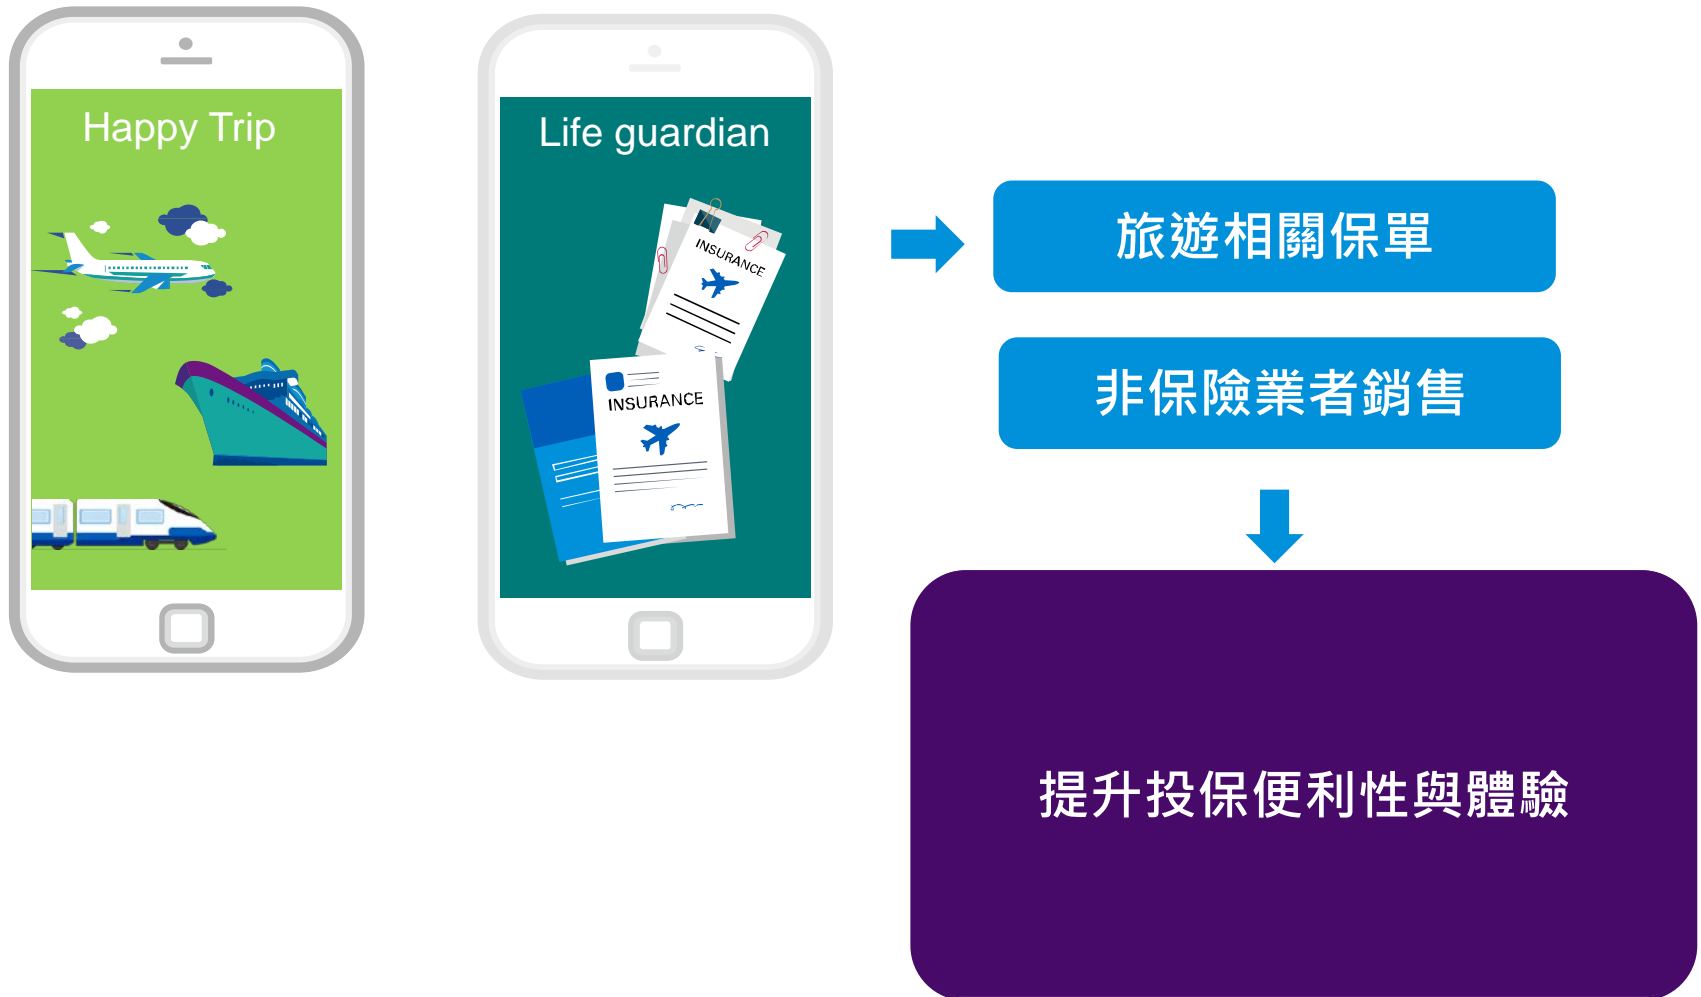 Happy Trip
Life guardian
INSURANCE
INSURANCE
旅遊相關保單
非保險業者銷售
提升投保便利性與體驗